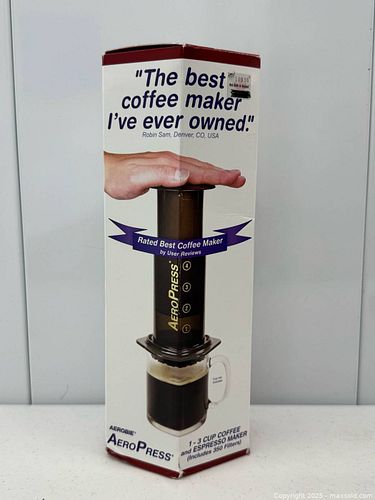 "The best
coffee maker
I've ever owned."
Robin Sam, Denver, CO, USA
Rated Best Coffee Maker
by User Reviews
AEROPRESS
4
3
2
1
AEROBIE
AEROPRESS
1 - 3 CUP COFFEE
and ESPRESSO MAKER
(Includes 350 Filters)
Copyright 2025 - maxsold.com